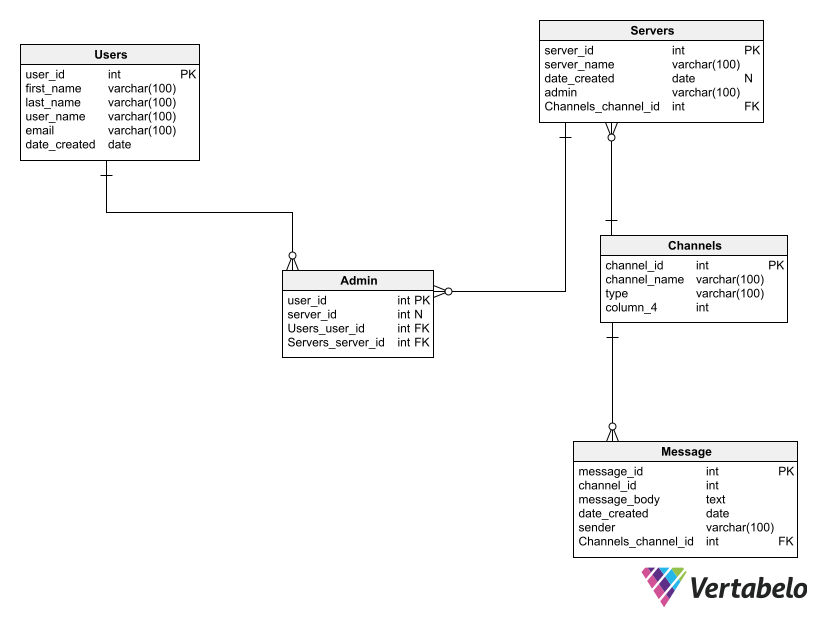 Users
user_id int PK
first_name varchar(100)
last_name varchar(100)
user_name varchar(100)
email varchar(100)
date_created date
Servers
server_id int PK
server_name varchar(100)
date_created date N
admin varchar(100)
Channels_channel_id int FK
Admin
user_id int PK
server_id int N
Users_user_id int FK
Servers_server_id int FK
Channels
channel_id int PK
channel_name varchar(100)
type varchar(100)
column_4 int
Message
message_id int PK
channel_id int
message_body text
date_created date
sender varchar(100)
Channels_channel_id int FK
Vertabelo